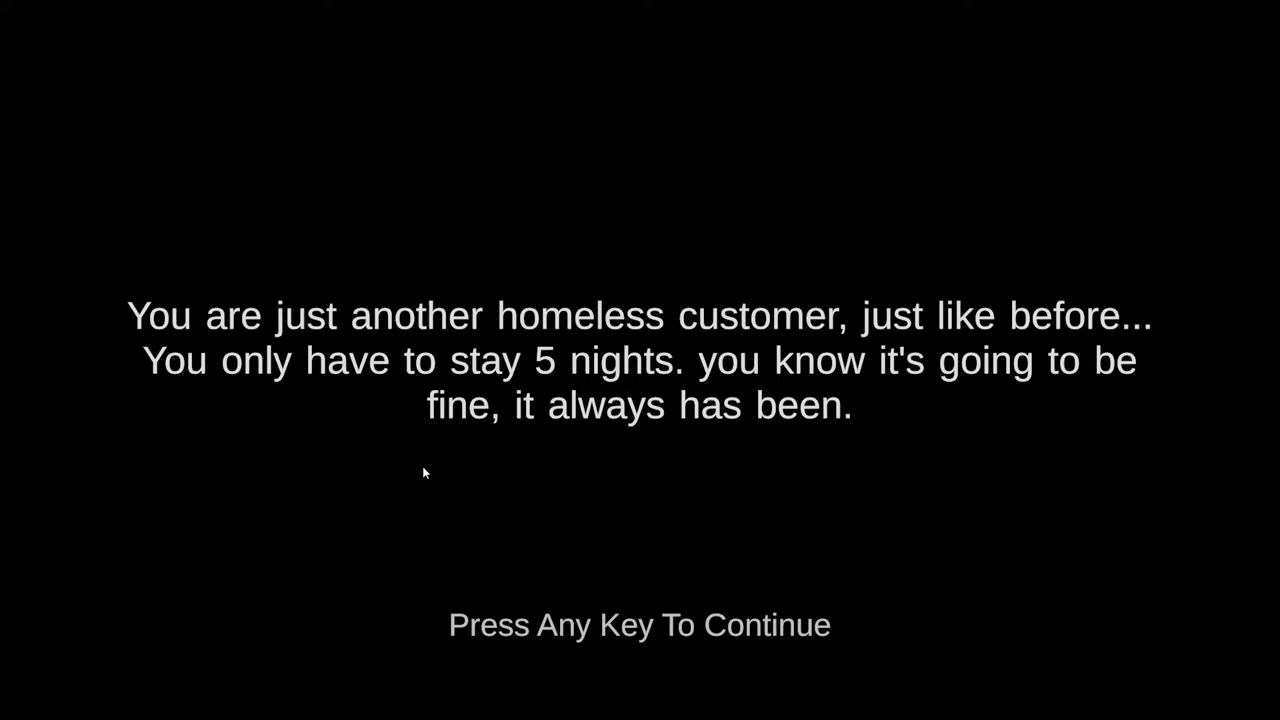 You are just another homeless customer, just like before...
You only have to stay 5 nights. you know it's going to be
fine, it always has been.
Press Any Key To Continue